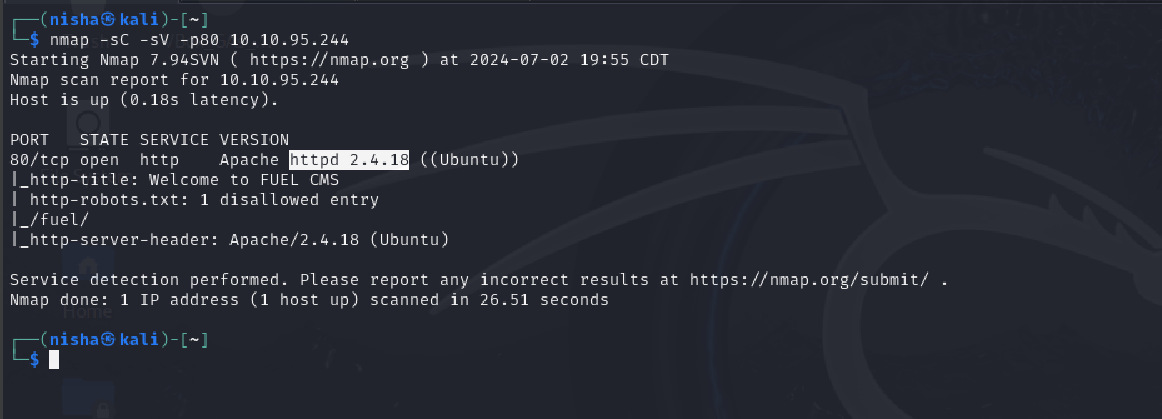 ┌──(nisha㉿kali)-[~]
└─$ nmap -sC -sV -p80 10.10.95.244
Starting Nmap 7.94SVN ( https://nmap.org ) at 2024-07-02 19:55 CDT
Nmap scan report for 10.10.95.244
Host is up (0.18s latency).
PORT   STATE SERVICE VERSION
80/tcp open  http    Apache httpd 2.4.18 ((Ubuntu))
|_http-title: Welcome to FUEL CMS
| http-robots.txt: 1 disallowed entry
|_/fuel/
|_http-server-header: Apache/2.4.18 (Ubuntu)
Service detection performed. Please report any incorrect results at https://nmap.org/submit/ .
Nmap done: 1 IP address (1 host up) scanned in 26.51 seconds
Home
┌──(nisha㉿kali)-[~]
└─$